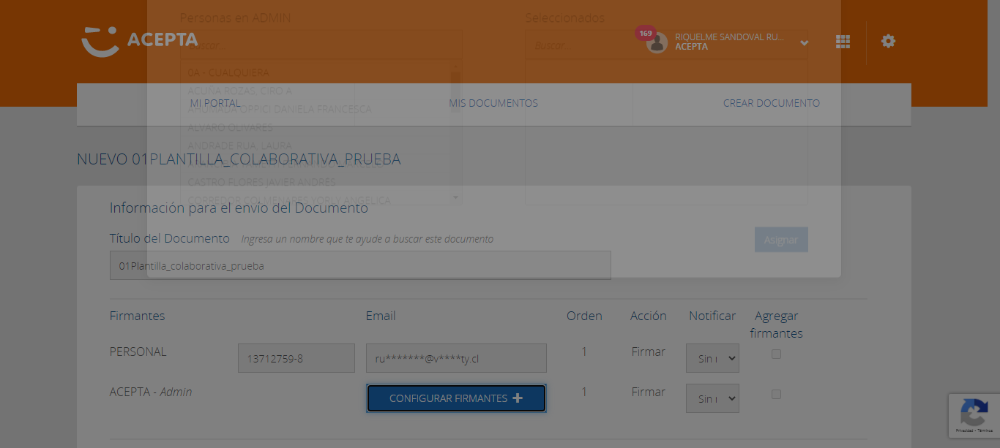 Personas en ADMIN
Seleccionados
Buscar
Buscar
0A - CUALQUIERA
ACUÑA ROZAS, CIRO A
AHUMADA OPPICI DANIELA FRANCESCA
ALVARO OLIVARES
ANDRADE RUA, LAURA
CASTRO FLORES JAVIER ANDRES
CORREDOR COLMENARES YORLY ANGELICA
Asignar
ACEPTA
169
RIQUELME SANDOVAL RU...
ACEPTA
MI PORTAL
MIS DOCUMENTOS
CREAR DOCUMENTO
NUEVO 01PLANTILLA_COLABORATIVA_PRUEBA
Información para el envío del Documento
Título del Documento Ingresa un nombre que te ayude a buscar este documento
01Plantilla_colaborativa_prueba
Firmantes Email Orden Acción Notificar Agregar
firmantes
PERSONAL 13712759-8 ru*******@v****ty.cl 1 Firmar Sin
ACEPTA - Admin CONFIGURAR FIRMANTES + 1 Firmar Sin
Privacidad - Términos